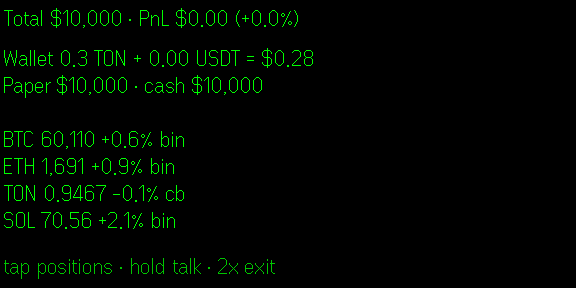 Total $10,000 · PnL $0.00 (+0.0%)
Wallet 0.3 TON + 0.00 USDT = $0.28
Paper $10,000 · cash $10,000
BTC 60,110 +0.6% bin
ETH 1,691 +0.9% bin
TON 0.9467 -0.1% cb
SOL 70.56 +2.1% bin
tap positions · hold talk · 2x exit